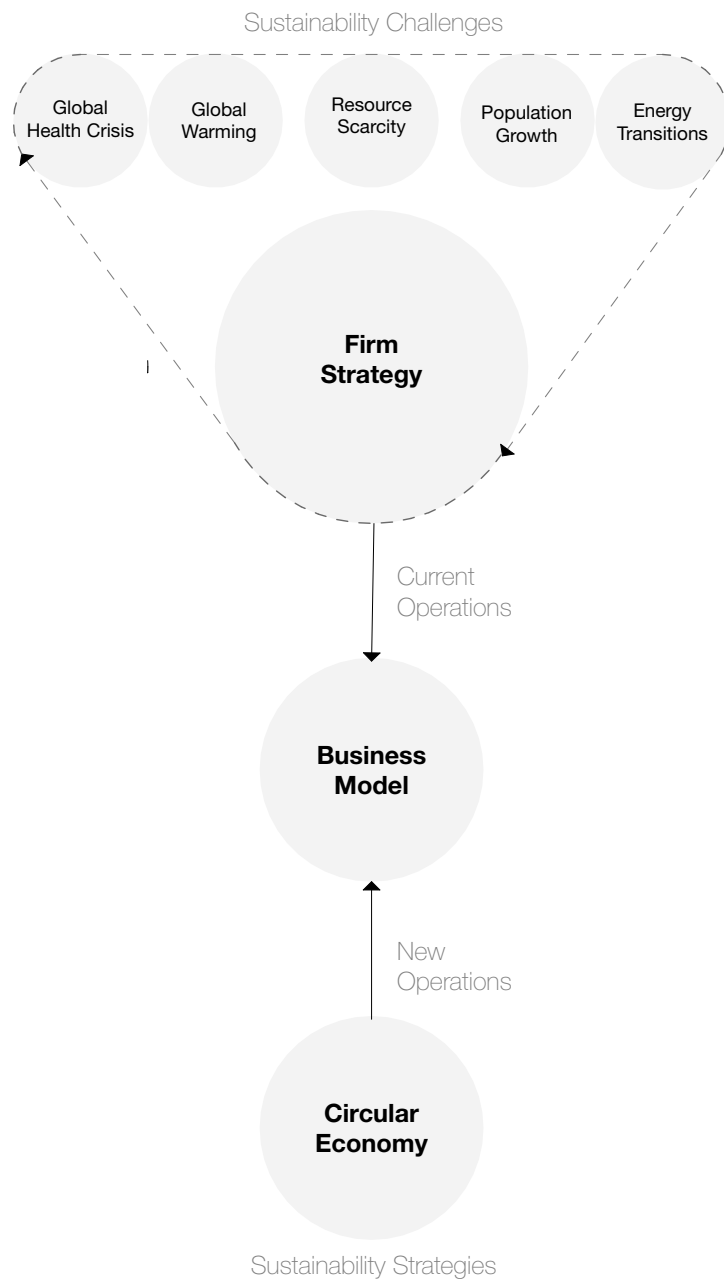 Sustainability Challenges
Global
Health Crisis
Global
Warming
Resource
Scarcity
Population
Growth
Energy
Transitions
Firm
Strategy
Current
Operations
Business
Model
New
Operations
Circular
Economy
Sustainability Strategies